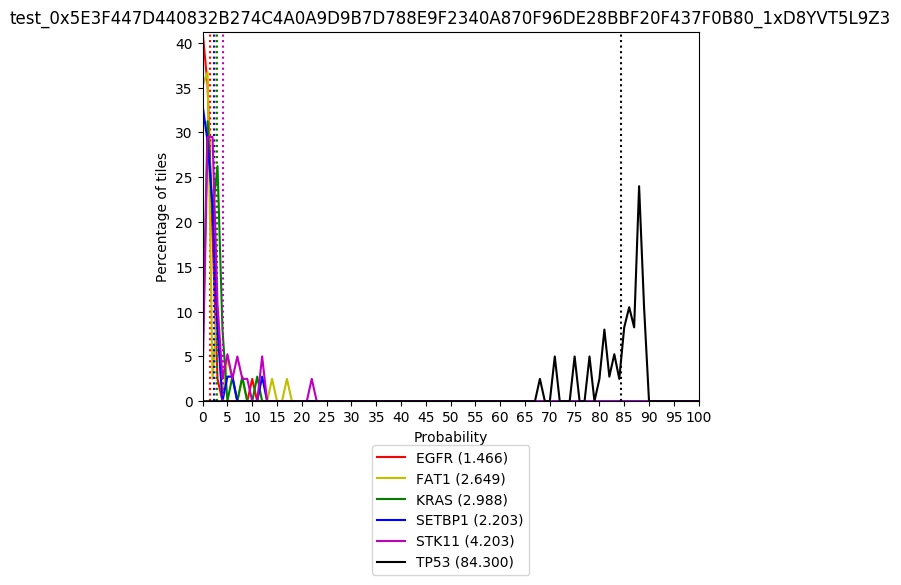 test_0x5E3F447D440832B274C4A0A9D9B7D788E9F2340A870F96DE28BBF20F437F0B80_1xD8YVT5L9Z3
Percentage of tiles
40
35
30
25
20
15
10
5
0
0 5 10 15 20 25 30 35 40 45 50 55 60 65 70 75 80 85 90 95 100
Probability
EGFR (1.466)
FAT1 (2.649)
KRAS (2.988)
SETBP1 (2.203)
STK11 (4.203)
TP53 (84.300)